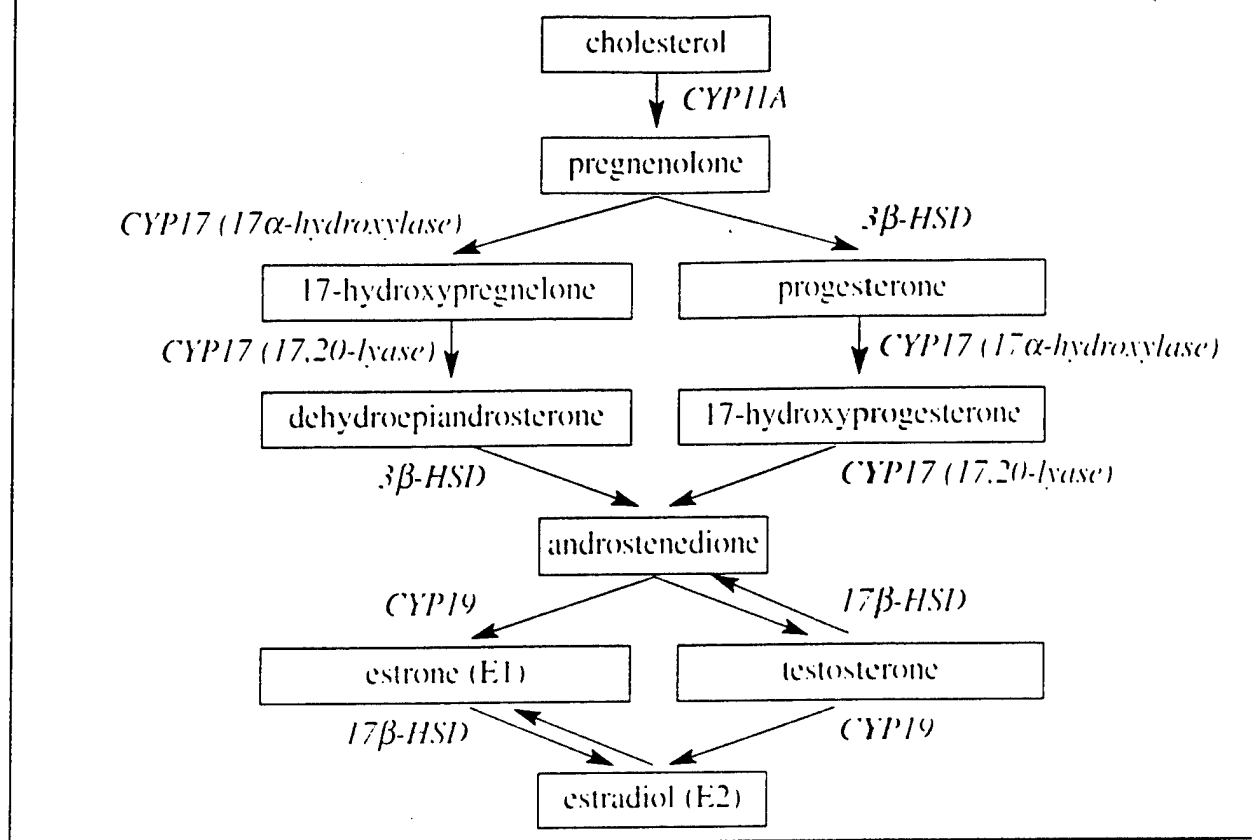 cholesterol
CYP11A
pregnenolone
CYP17 (17α-hydroxylase)
3β-HSD
17-hydroxypregnelone
progesterone
CYP17 (17,20-lyase)
CYP17 (17α-hydroxylase)
dehydroepiandrosterone
17-hydroxyprogesterone
3β-HSD
CYP17 (17,20-lyase)
androstenedione
CYP19
17β-HSD
estrone (E1)
testosterone
17β-HSD
CYP19
estradiol (E2)